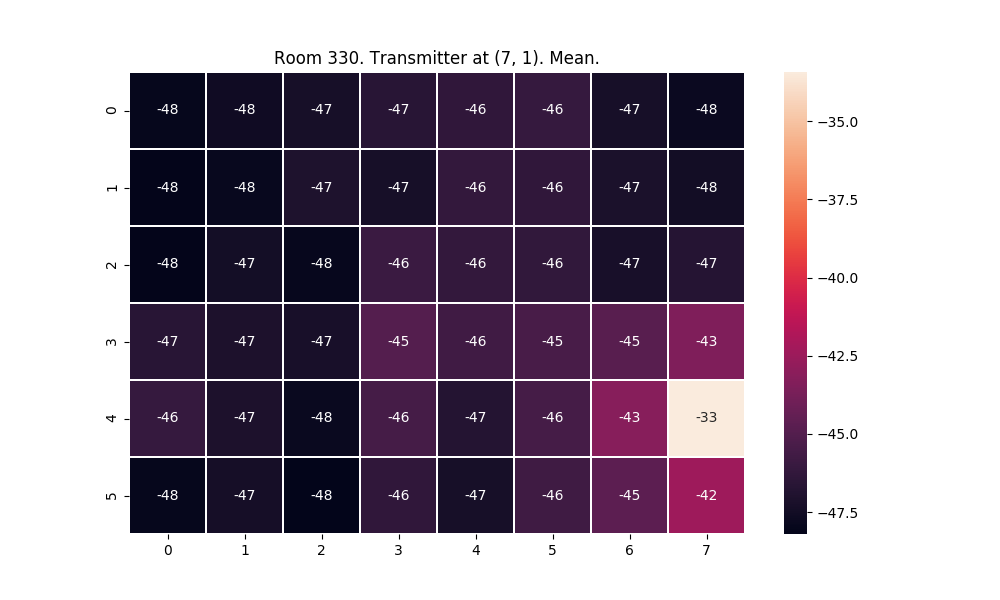 Room 330. Transmitter at (7, 1). Mean.
0 -48 -48 -47 -47 -46 -46 -47 -48
1 -48 -48 -47 -47 -46 -46 -47 -48
2 -48 -47 -48 -46 -46 -46 -47 -47
3 -47 -47 -47 -45 -46 -45 -45 -43
4 -46 -47 -48 -46 -47 -46 -43 -33
5 -48 -47 -48 -46 -47 -46 -45 -42
0 1 2 3 4 5 6 7
−35.0
−37.5
−40.0
−42.5
−45.0
−47.5